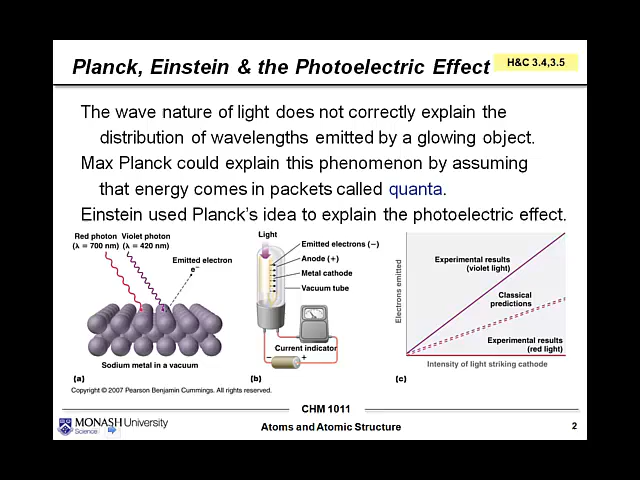 Planck, Einstein & the Photoelectric Effect
H&C 3.4,3.5
The wave nature of light does not correctly explain the
distribution of wavelengths emitted by a glowing object.
Max Planck could explain this phenomenon by assuming
that energy comes in packets called quanta.
Einstein used Planck's idea to explain the photoelectric effect.
Red photon
(λ = 700 nm)
Violet photon
(λ = 420 nm)
Emitted electron
e⁻
Sodium metal in a vacuum
(a)
Light
Emitted electrons (−)
Anode (+)
Metal cathode
Vacuum tube
Current indicator
−
+
(b)
Electrons emitted
Experimental results
(violet light)
Classical
predictions
Experimental results
(red light)
Intensity of light striking cathode
(c)
Copyright © 2007 Pearson Benjamin Cummings. All rights reserved.
CHM 1011
MONASH University
Science
Atoms and Atomic Structure
2